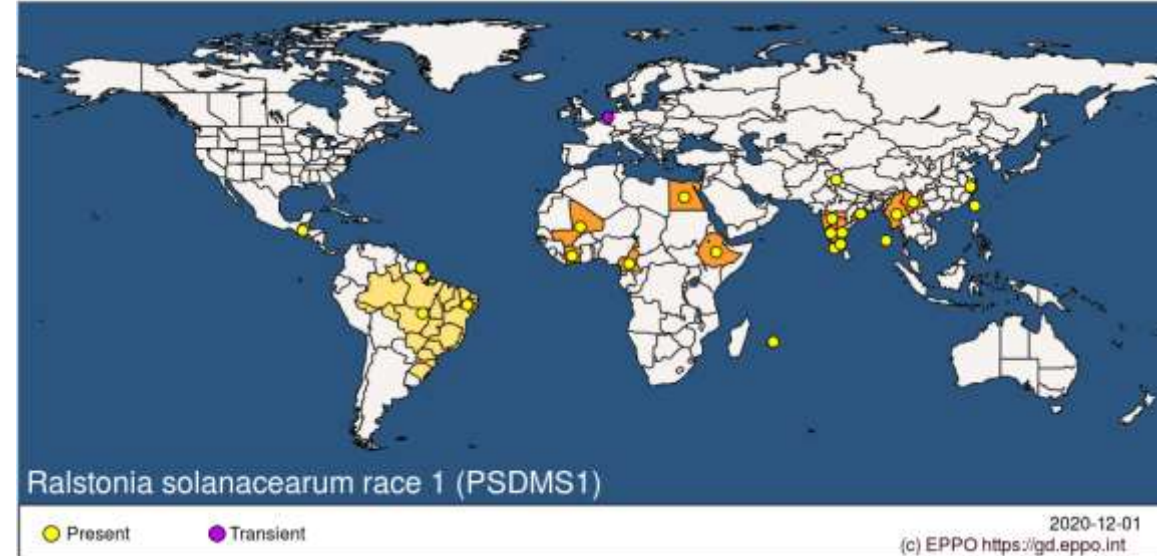 Ralstonia solanacearum race 1 (PSDMS1)
Present
Transient
2020-12-01
(c) EPPO https://gd.eppo.int